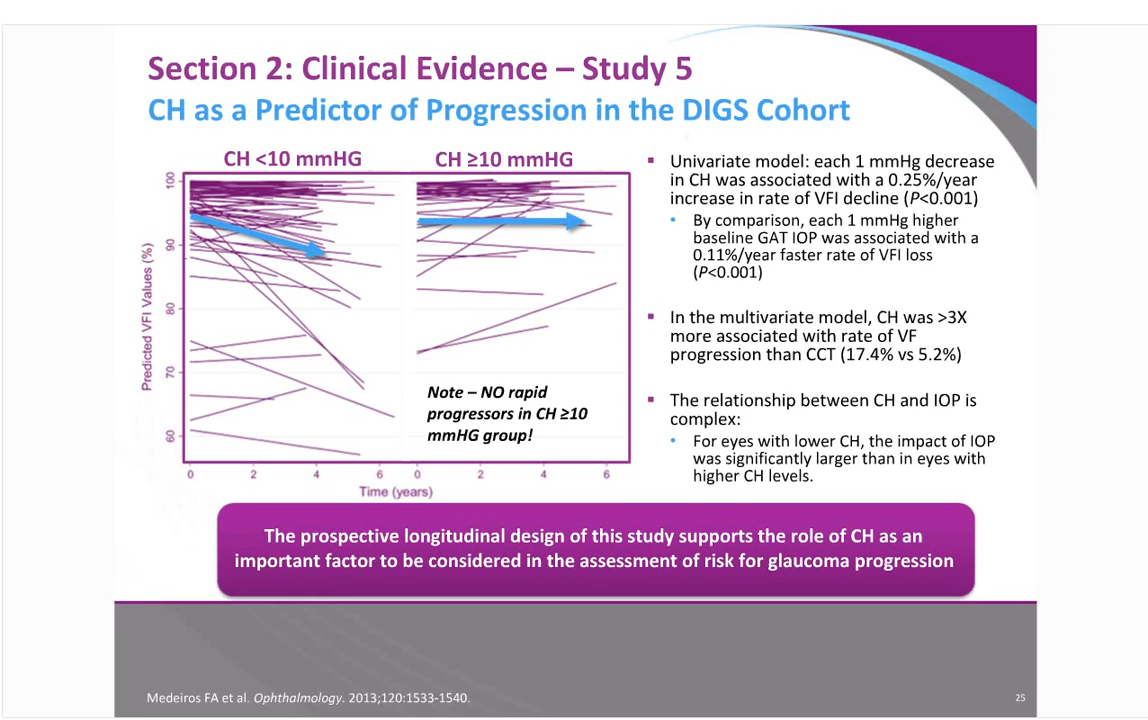 Section 2: Clinical Evidence – Study 5
CH as a Predictor of Progression in the DIGS Cohort
CH <10 mmHG
CH ≥10 mmHG
Predicted VFI Values (%)
100
90
80
70
60
0
2
4
6
0
2
4
6
Time (years)
Note – NO rapid
progressors in CH ≥10
mmHG group!
▪ Univariate model: each 1 mmHg decrease
in CH was associated with a 0.25%/year
increase in rate of VFI decline (P<0.001)
• By comparison, each 1 mmHg higher
baseline GAT IOP was associated with a
0.11%/year faster rate of VFI loss
(P<0.001)
▪ In the multivariate model, CH was >3X
more associated with rate of VF
progression than CCT (17.4% vs 5.2%)
▪ The relationship between CH and IOP is
complex:
• For eyes with lower CH, the impact of IOP
was significantly larger than in eyes with
higher CH levels.
The prospective longitudinal design of this study supports the role of CH as an
important factor to be considered in the assessment of risk for glaucoma progression
Medeiros FA et al. Ophthalmology. 2013;120:1533-1540.
25